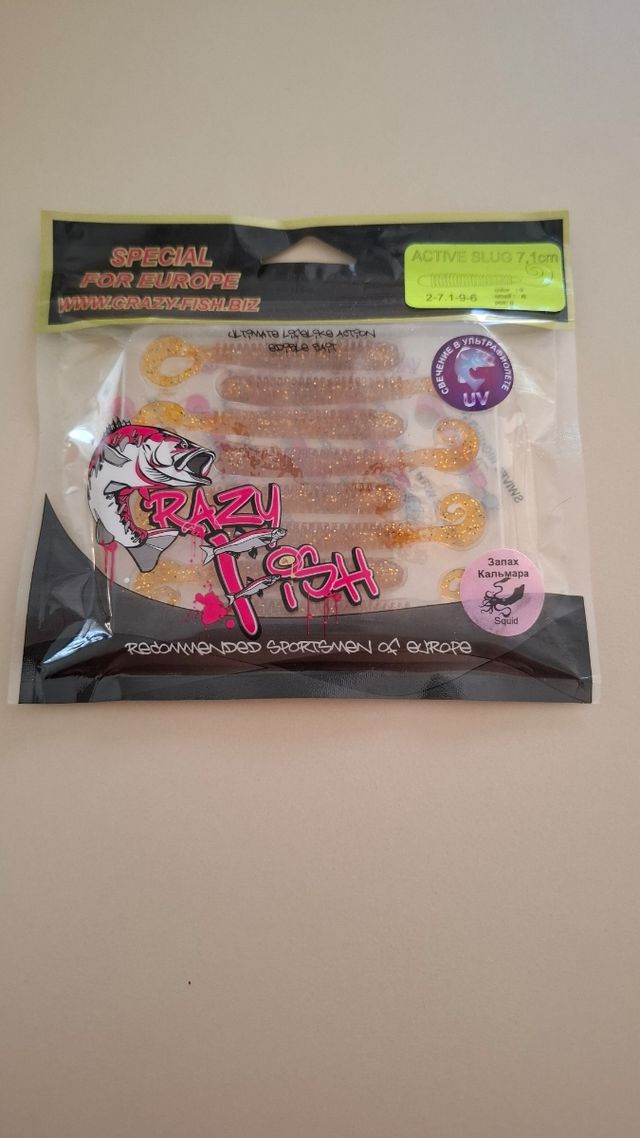 SPECIAL
FOR EUROPE
WWW.CRAZY-FISH.BIZ
ACTIVE SLUG 7,1cm
2-7.1-9-6
ULTIMATE LIFELIKE ACTION
EDIBLE BAIT
СВЕЧЕНИЕ В УЛЬТРАФИОЛЕТЕ
UV
CRAZY
FISH
Запах
Кальмара
Squid
RECOMMENDED SPORTSMEN OF EUROPE